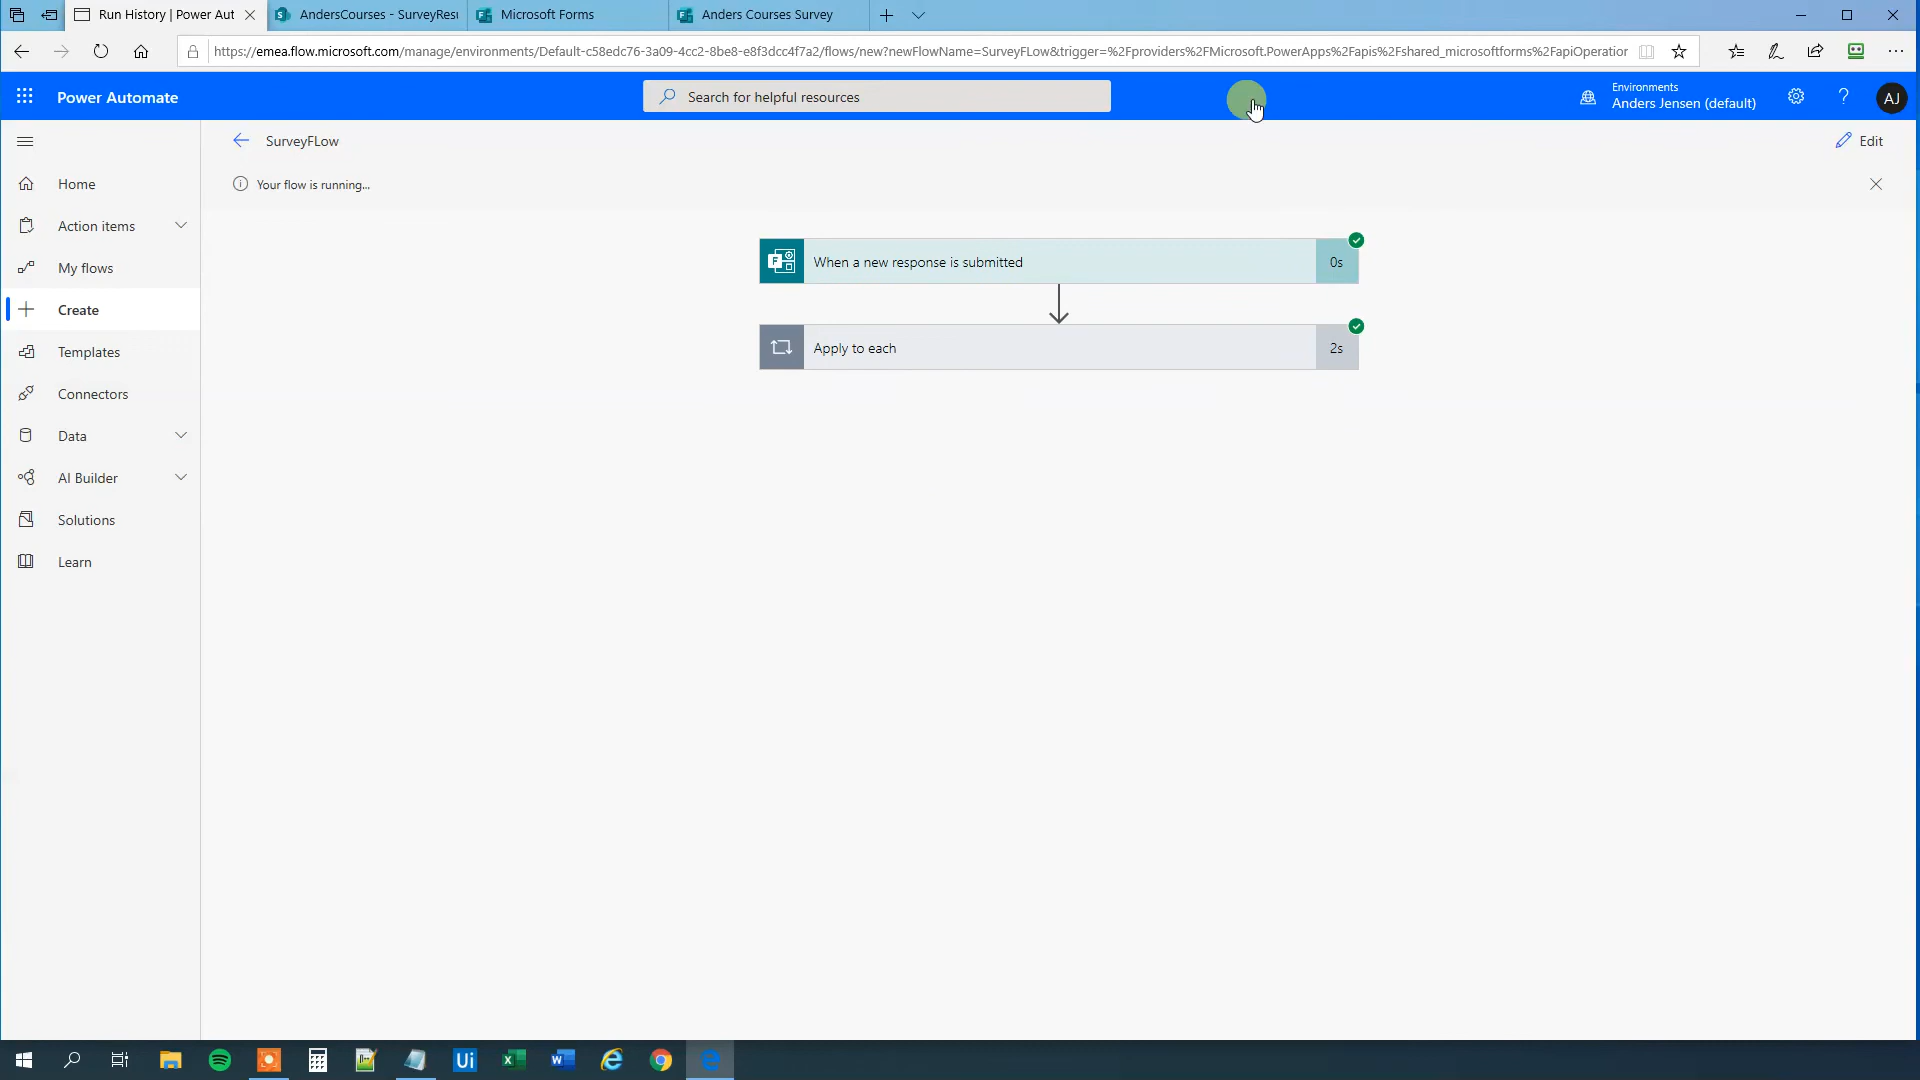 Run History | Power Aut
AndersCourses - SurveyRes
Microsoft Forms
Anders Courses Survey
https://emea.flow.microsoft.com/manage/environments/Default-c58edc76-3a09-4cc2-8be8-e8f3dcc4f7a2/flows/new?newFlowName=SurveyFLow&trigger=%2Fproviders%2FMicrosoft.PowerApps%2Fapis%2Fshared_microsoftforms%2FapiOperation
Power Automate
Search for helpful resources
Environments
Anders Jensen (default)
?
AJ
SurveyFLow
Edit
Your flow is running...
Home
Action items
My flows
Create
Templates
Connectors
Data
AI Builder
Solutions
Learn
When a new response is submitted
0s
Apply to each
2s
Ui